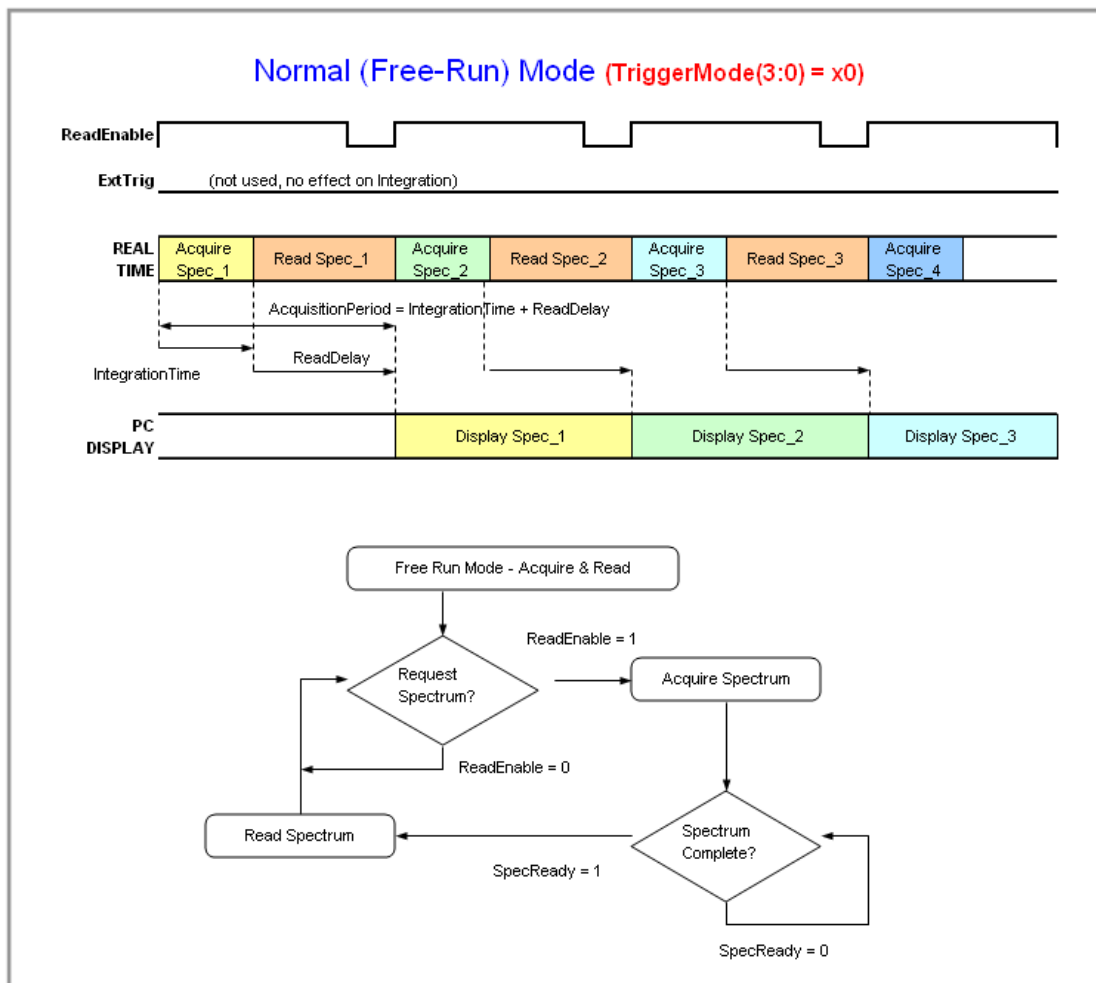 Normal (Free-Run) Mode (TriggerMode(3:0) = x0)
ReadEnable
ExtTrig
(not used, no effect on Integration)
REAL
TIME
Acquire
Spec_1
Read Spec_1
Acquire
Spec_2
Read Spec_2
Acquire
Spec_3
Read Spec_3
Acquire
Spec_4
AcquisitionPeriod = IntegrationTime + ReadDelay
ReadDelay
IntegrationTime
PC
DISPLAY
Display Spec_1
Display Spec_2
Display Spec_3
Free Run Mode - Acquire & Read
ReadEnable = 1
Request
Spectrum?
Acquire Spectrum
ReadEnable = 0
Read Spectrum
Spectrum
Complete?
SpecReady = 1
SpecReady = 0